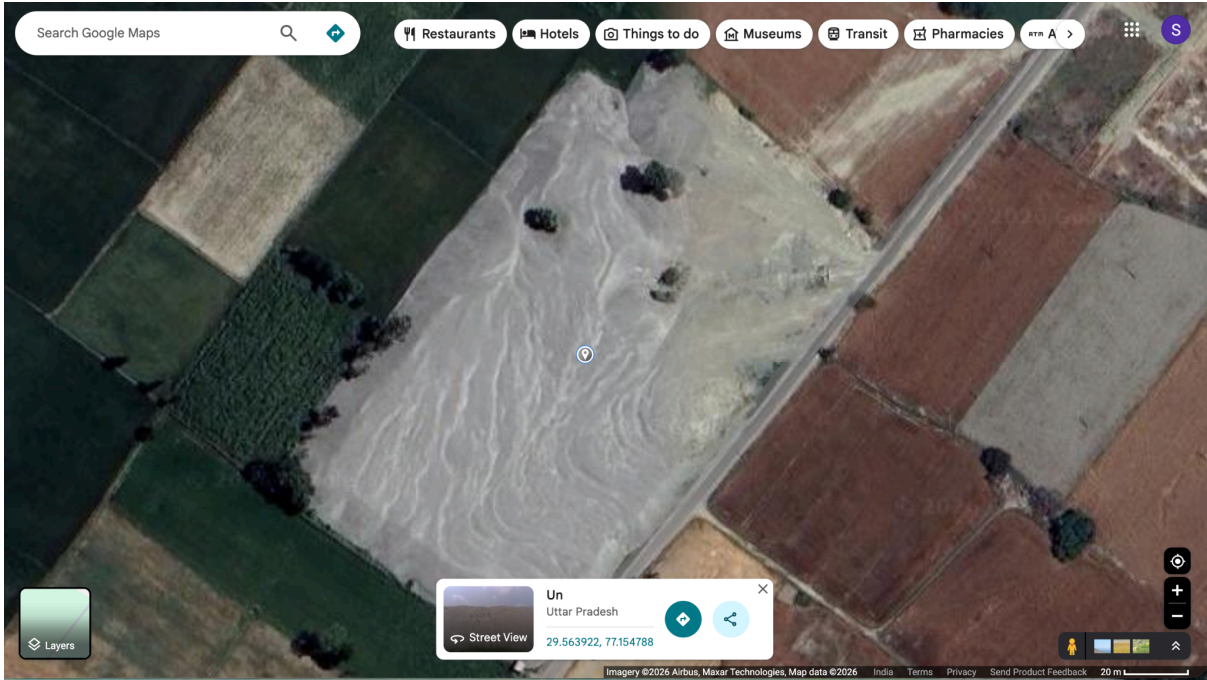 Search Google Maps
Restaurants
Hotels
Things to do
Museums
Transit
Pharmacies
ATM A
S
Un
Uttar Pradesh
Street View
29.563922, 77.154788
Layers
Imagery ©2026 Airbus, Maxar Technologies, Map data ©2026 India Terms Privacy Send Product Feedback 20 m